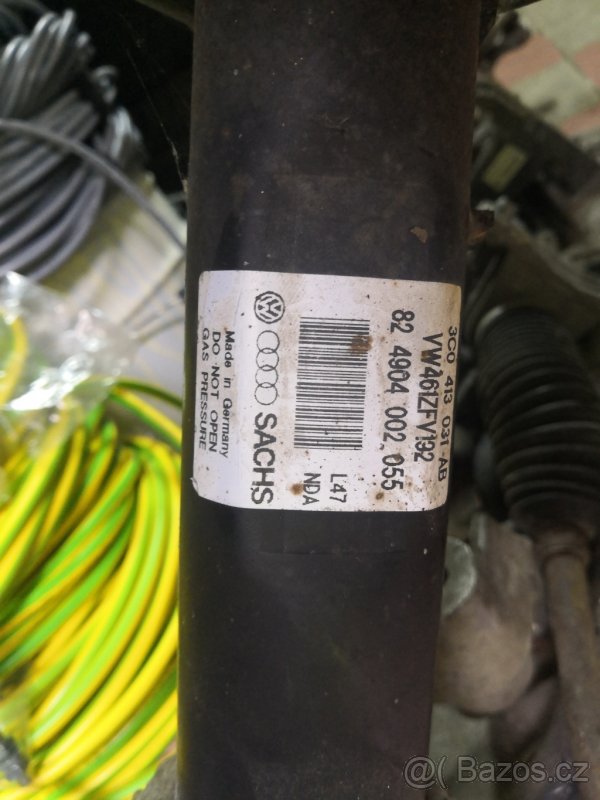 3C0 413 031 AB
VW461ZFV192
82 4904 002 055
L47
NDA
SACHS
Made in Germany
DO NOT OPEN
GAS PRESSURE
@( Bazos.cz